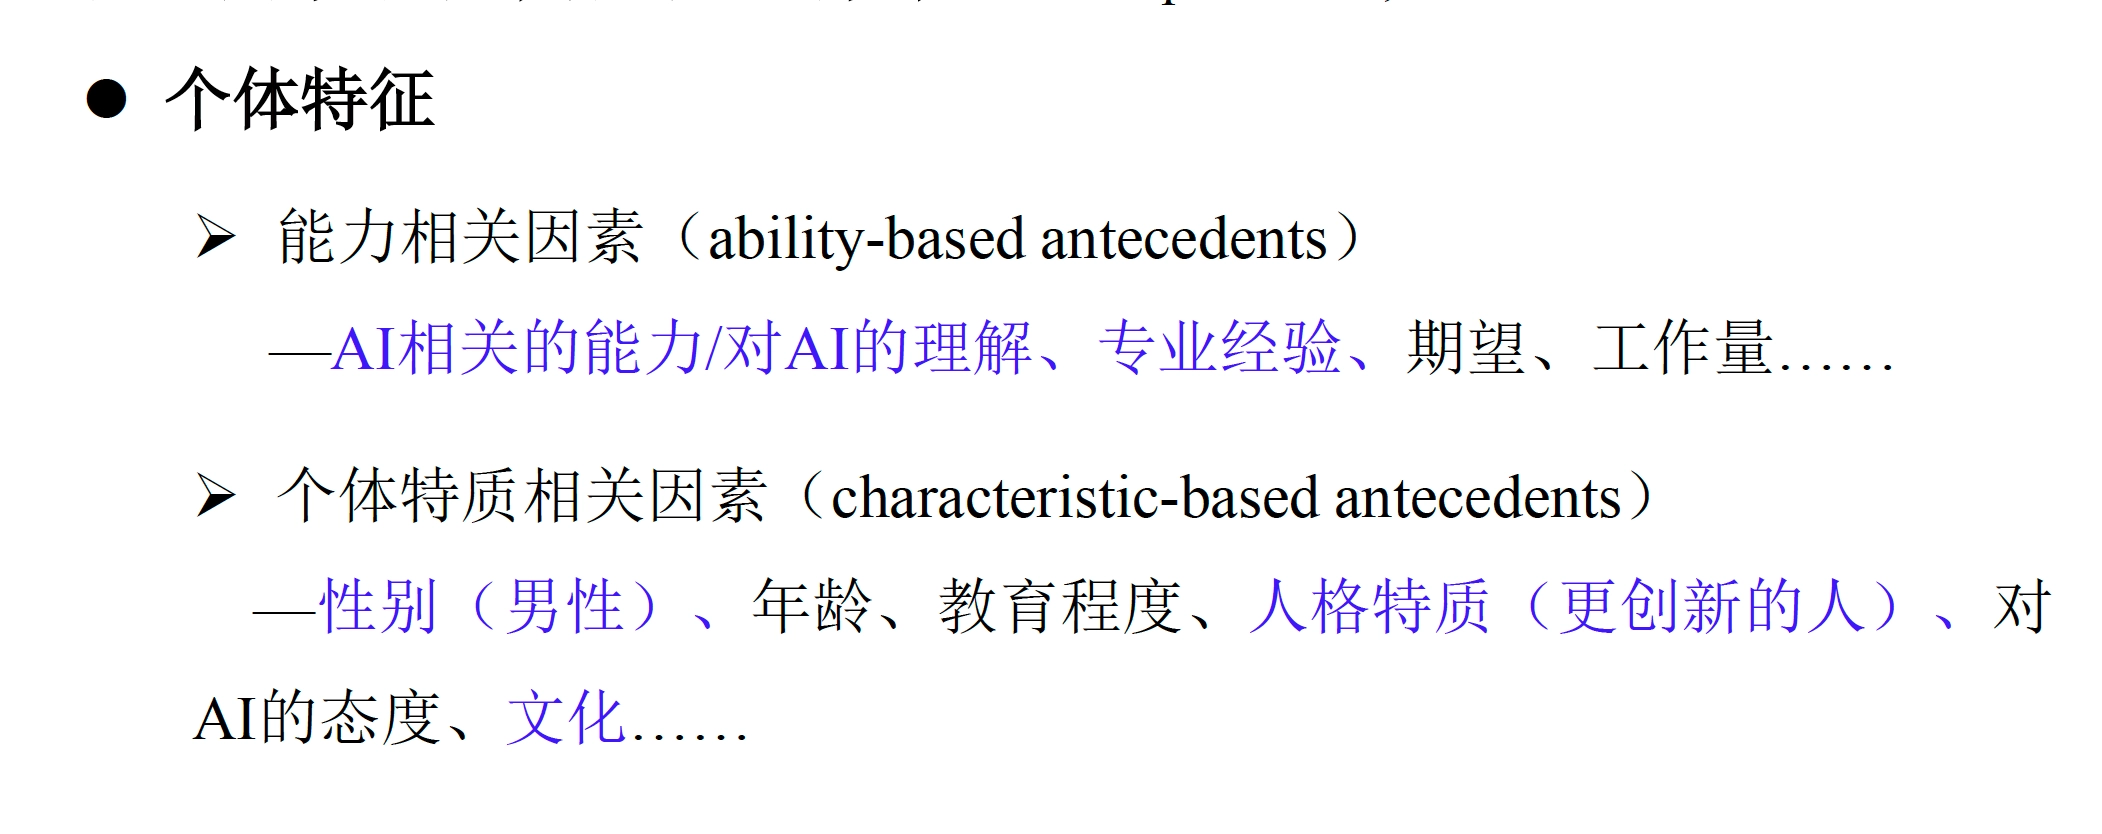 ● 个体特征
➢ 能力相关因素（ability-based antecedents）
—AI相关的能力/对AI的理解、专业经验、期望、工作量……
➢ 个体特质相关因素（characteristic-based antecedents）
—性别（男性）、年龄、教育程度、人格特质（更创新的人）、对
AI的态度、文化……